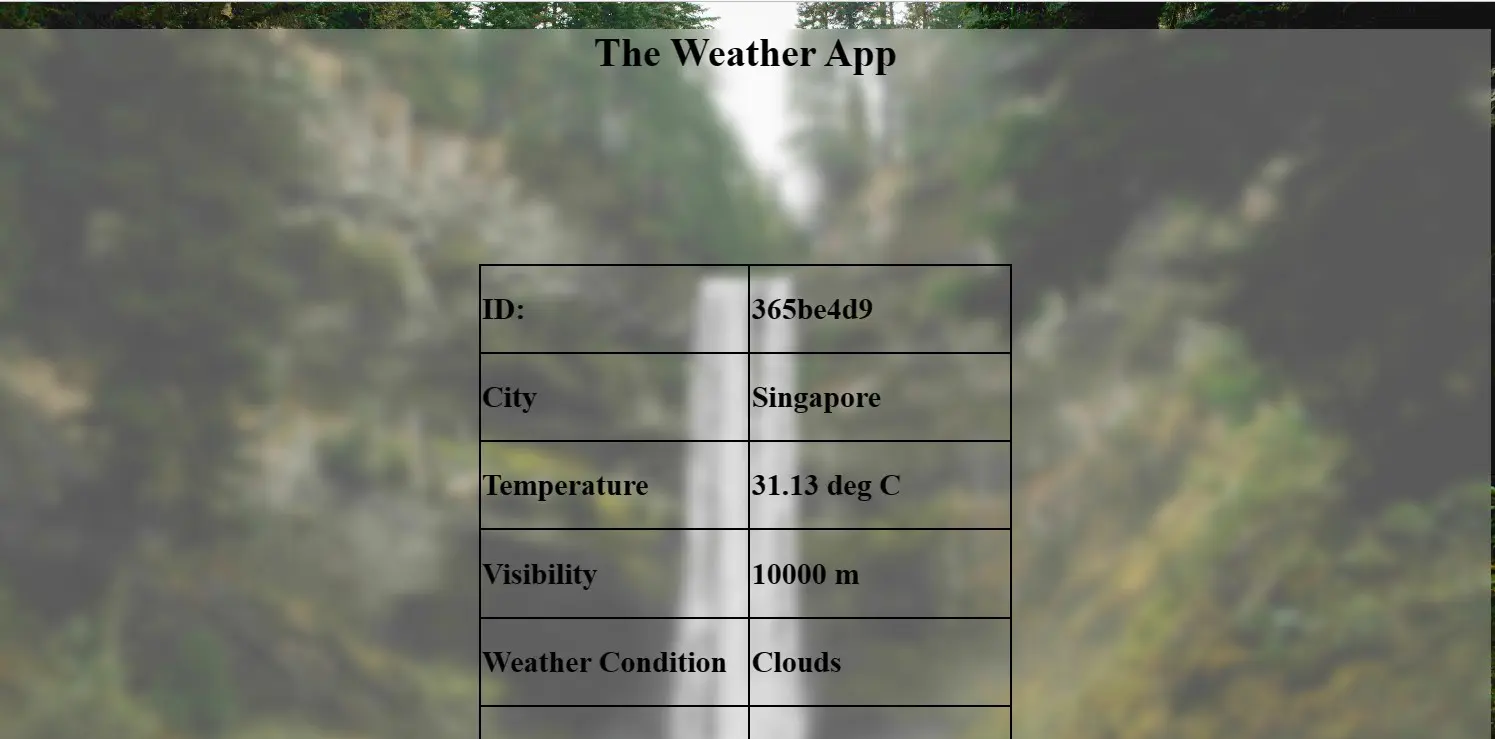 The Weather App
ID: 365be4d9
City Singapore
Temperature 31.13 deg C
Visibility 10000 m
Weather Condition Clouds